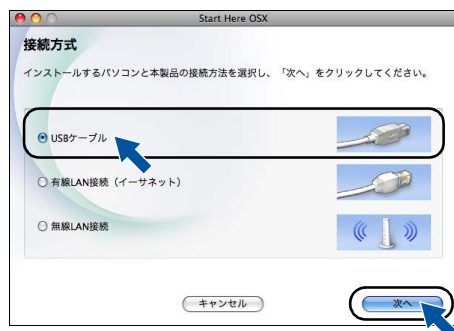 Start Here OSX
接続方式
インストールするパソコンと本製品の接続方法を選択し、「次へ」をクリックしてください。
USBケーブル
有線LAN接続（イーサネット）
無線LAN接続
キャンセル
次へ